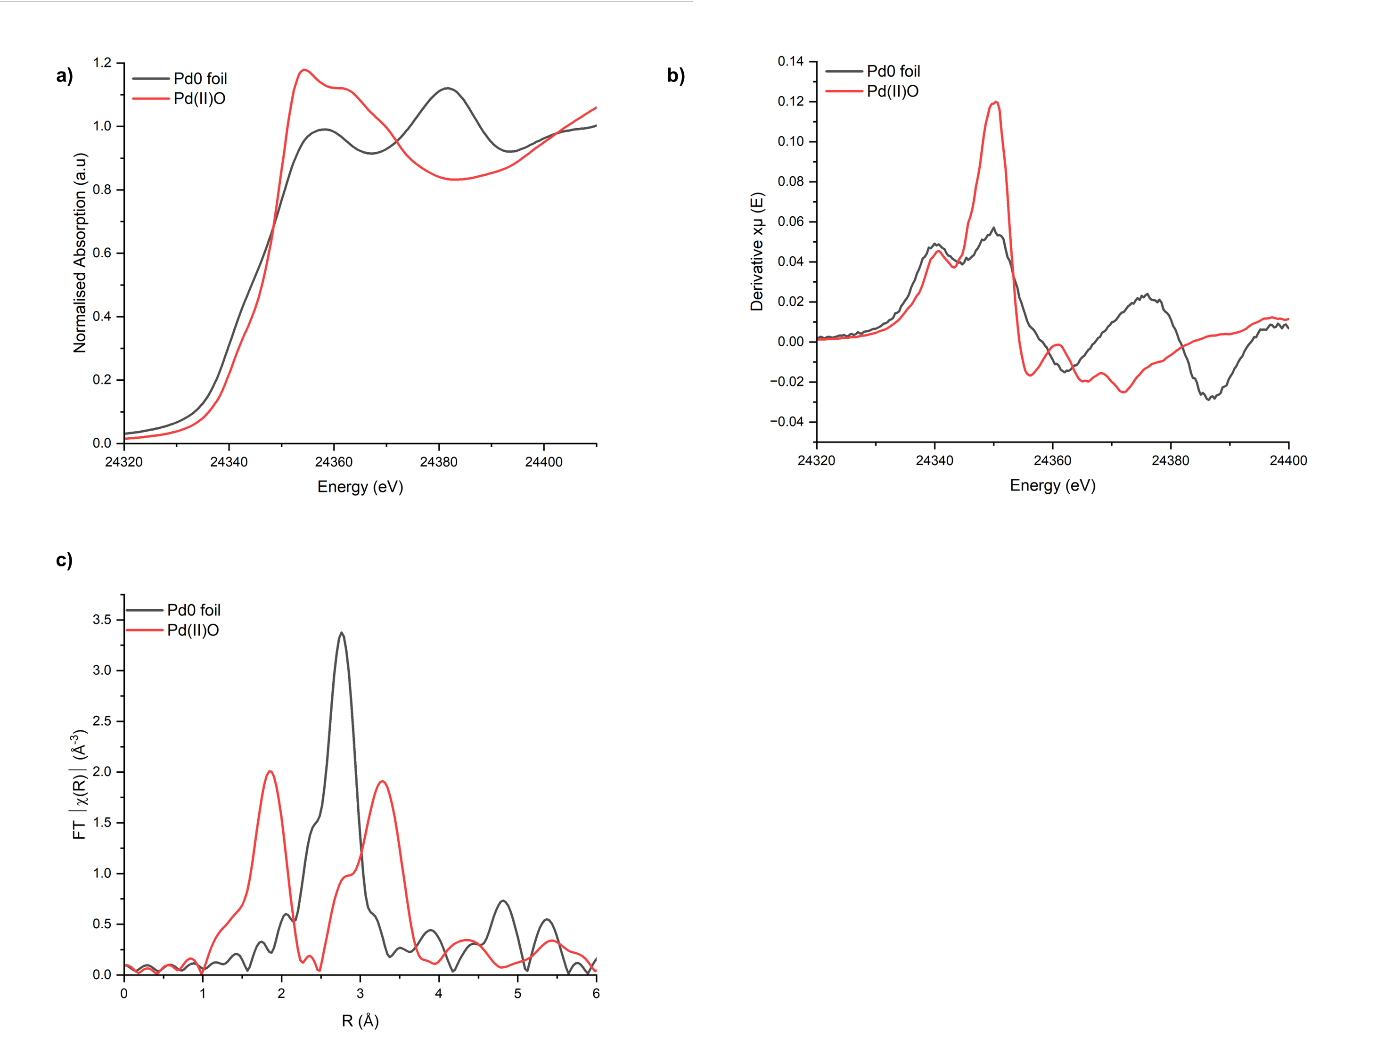 a)
Pd0 foil
Pd(II)O
Normalised Absorption (a.u)
1.2
1.0
0.8
0.6
0.4
0.2
0.0
24320 24340 24360 24380 24400
Energy (eV)
b)
Pd0 foil
Pd(II)O
Derivative xμ (E)
0.14
0.12
0.10
0.08
0.06
0.04
0.02
0.00
−0.02
−0.04
24320 24340 24360 24380 24400
Energy (eV)
c)
Pd0 foil
Pd(II)O
FT |χ(R)| (Å⁻³)
3.5
3.0
2.5
2.0
1.5
1.0
0.5
0.0
0 1 2 3 4 5 6
R (Å)